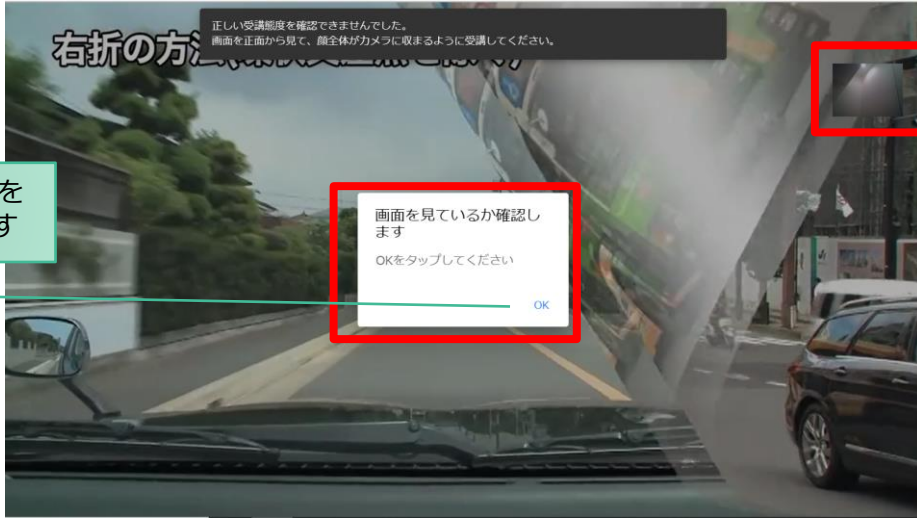 正しい受講態度を確認できませんでした。
画面を正面から見て、顔全体がカメラに収まるように受講してください。
右折の方法
を
す
画面を見ているか確認し
ます
OKをタップしてください
OK